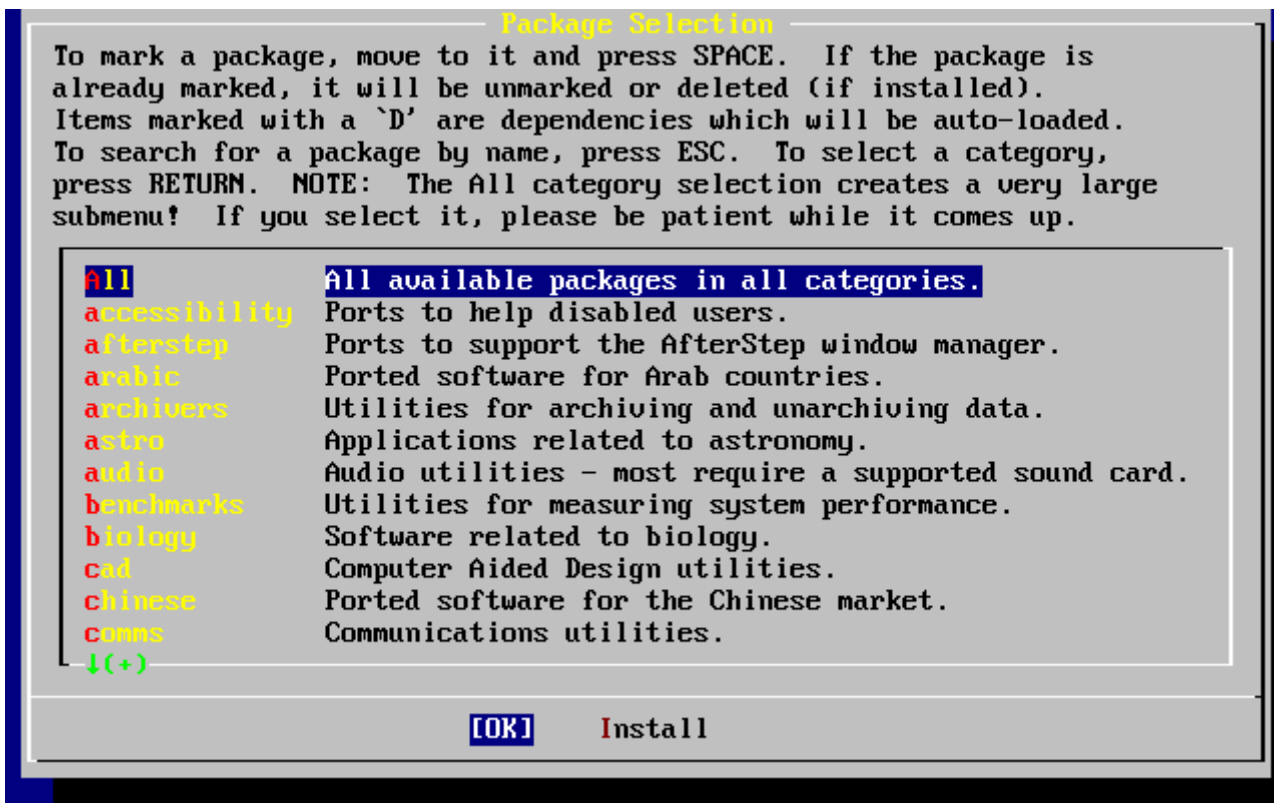 Package Selection
To mark a package, move to it and press SPACE.  If the package is
already marked, it will be unmarked or deleted (if installed).
Items marked with a `D' are dependencies which will be auto-loaded.
To search for a package by name, press ESC.  To select a category,
press RETURN.  NOTE:  The All category selection creates a very large
submenu!  If you select it, please be patient while it comes up.
All All available packages in all categories.
accessibility Ports to help disabled users.
afterstep Ports to support the AfterStep window manager.
arabic Ported software for Arab countries.
archivers Utilities for archiving and unarchiving data.
astro Applications related to astronomy.
audio Audio utilities - most require a supported sound card.
benchmarks Utilities for measuring system performance.
biology Software related to biology.
cad Computer Aided Design utilities.
chinese Ported software for the Chinese market.
comms Communications utilities.
↓(+)
[OK] Install